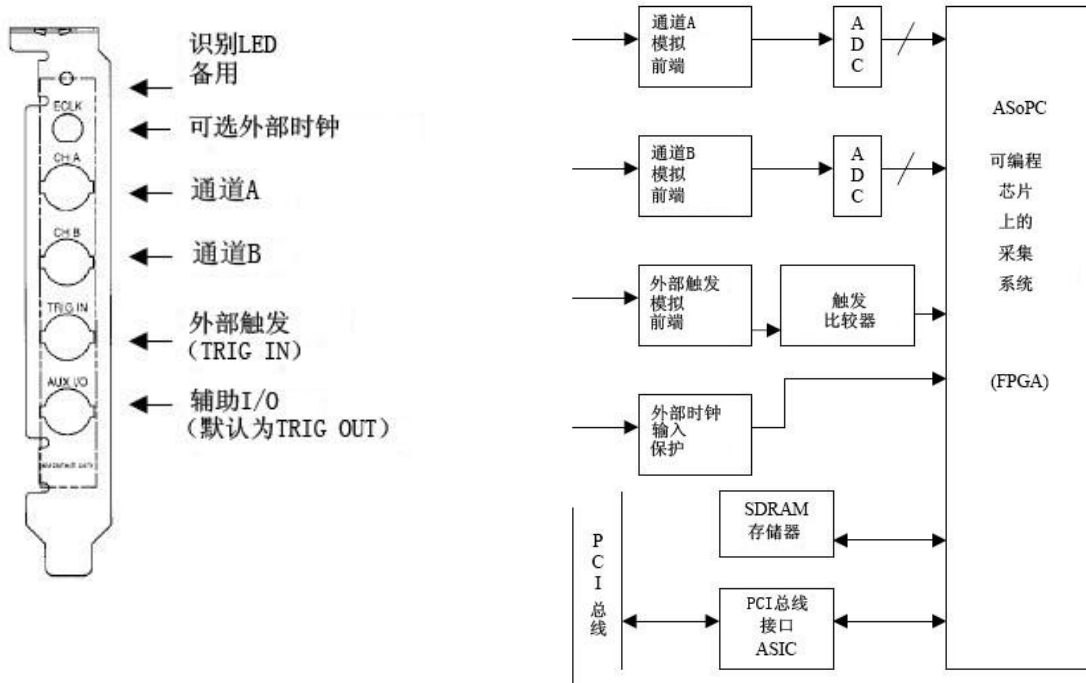 识别LED
备用
ECLK
可选外部时钟
CH A
通道A
CH B
通道B
TRIG IN
外部触发
(TRIG IN)
AUX I/O
辅助I/O
(默认为TRIG OUT)
通道A
模拟
前端
A
D
C
通道B
模拟
前端
A
D
C
外部触发
模拟
前端
触发
比较器
外部时钟
输入
保护
SDRAM
存储器
P
C
I
总
线
PCI总线
接口
ASIC
ASoPC
可编程
芯片
上的
采集
系统
(FPGA)